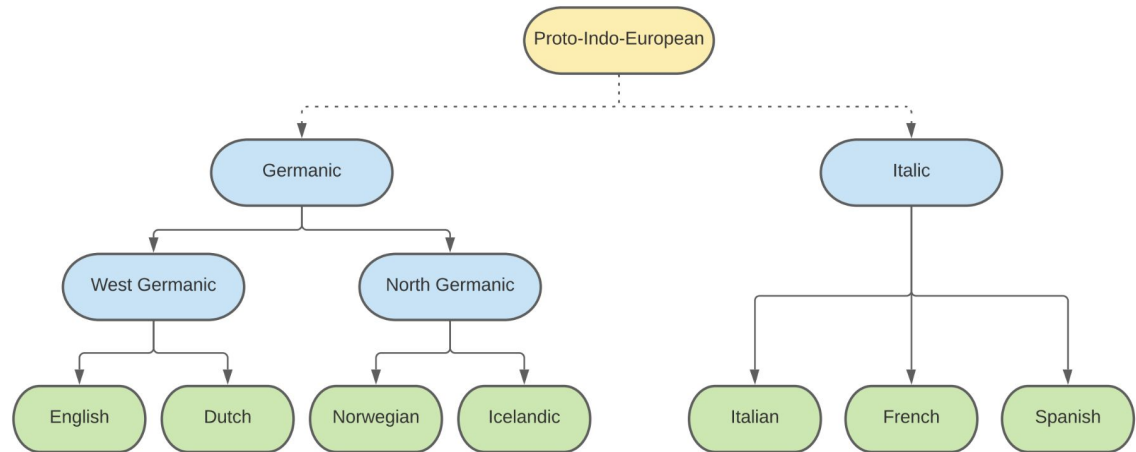 Proto-Indo-European
Germanic
Italic
West Germanic
North Germanic
English
Dutch
Norwegian
Icelandic
Italian
French
Spanish